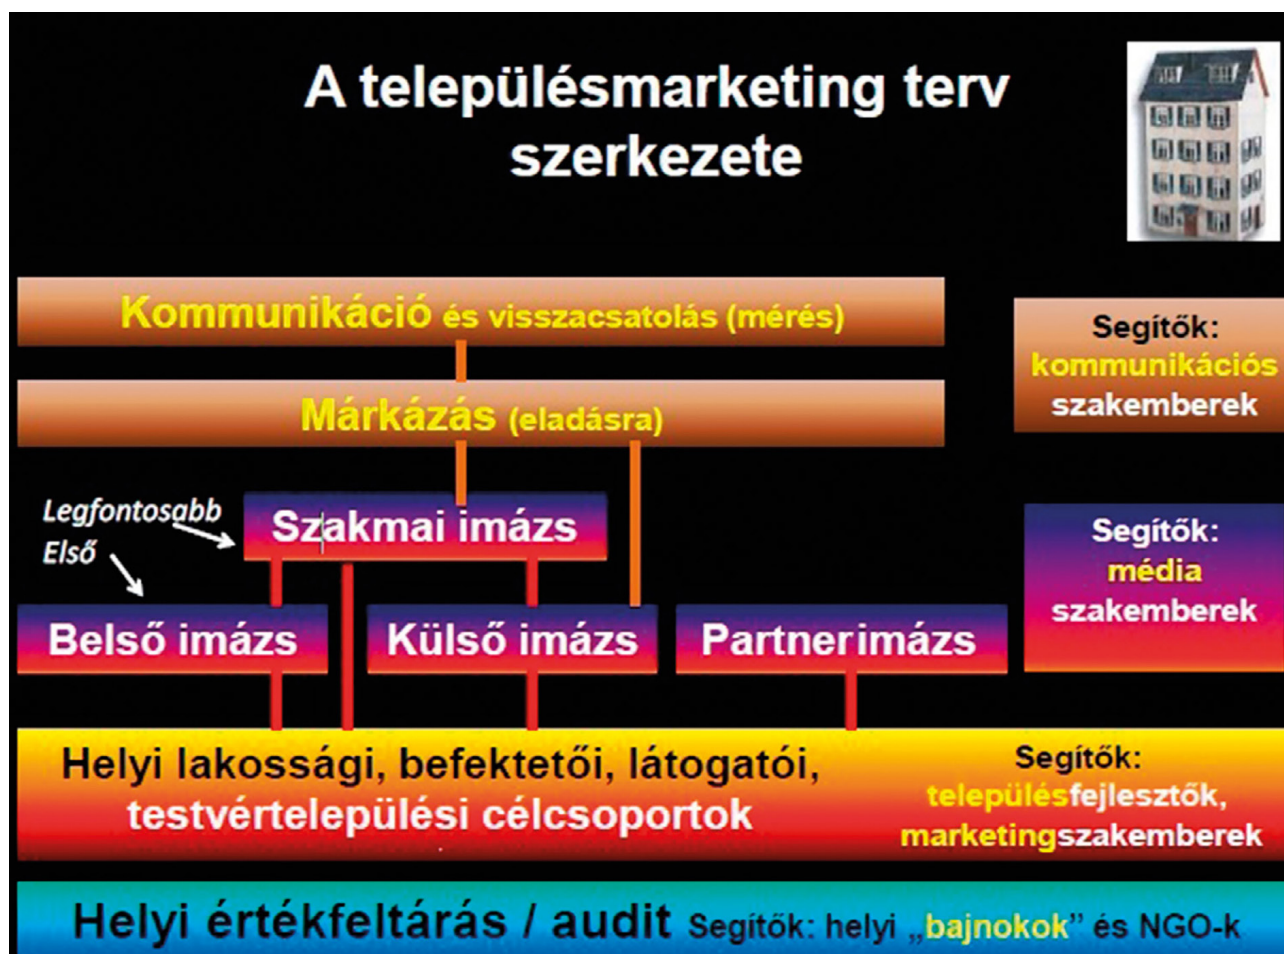 A településmarketing terv
szerkezete
Kommunikáció és visszacsatolás (mérés)
Segítők:
kommunikációs
szakemberek
Márkázás (eladásra)
Legfontosabb
Első
Szakmai imázs
Segítők:
média
szakemberek
Belső imázs
Külső imázs
Partnerimázs
Helyi lakossági, befektetői, látogatói,
testvértelepülési célcsoportok
Segítők:
településfejlesztők,
marketingszakemberek
Helyi értékfeltárás / audit Segítők: helyi „bajnokok” és NGO-k